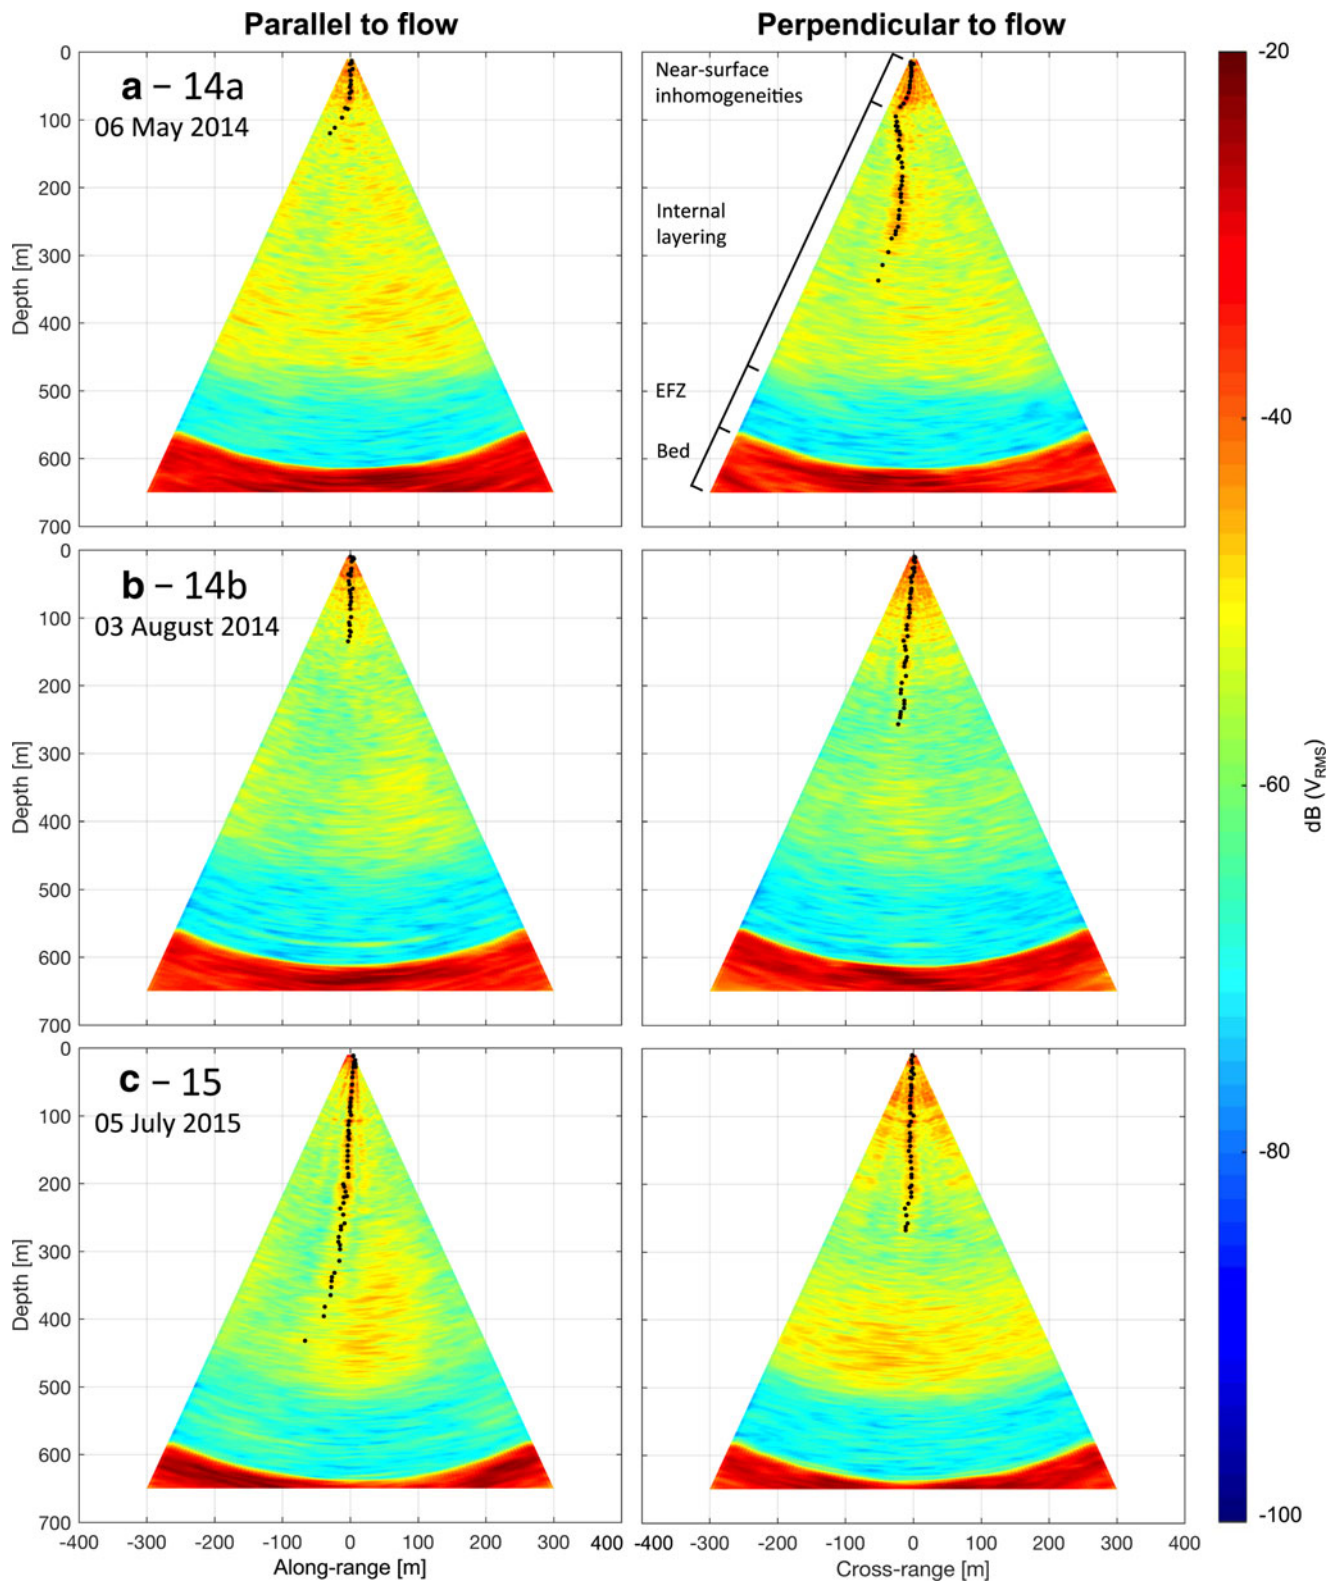 Parallel to flow
Perpendicular to flow
a – 14a
06 May 2014
0
100
200
300
400
500
600
700
Depth [m]
Near-surface
inhomogeneities
Internal
layering
EFZ
Bed
b – 14b
03 August 2014
0
100
200
300
400
500
600
700
Depth [m]
c – 15
05 July 2015
0
100
200
300
400
500
600
700
Depth [m]
-400 -300 -200 -100 0 100 200 300 400
Along-range [m]
-400 -300 -200 -100 0 100 200 300 400
Cross-range [m]
-20
-40
-60
-80
-100
dB (VRMS)